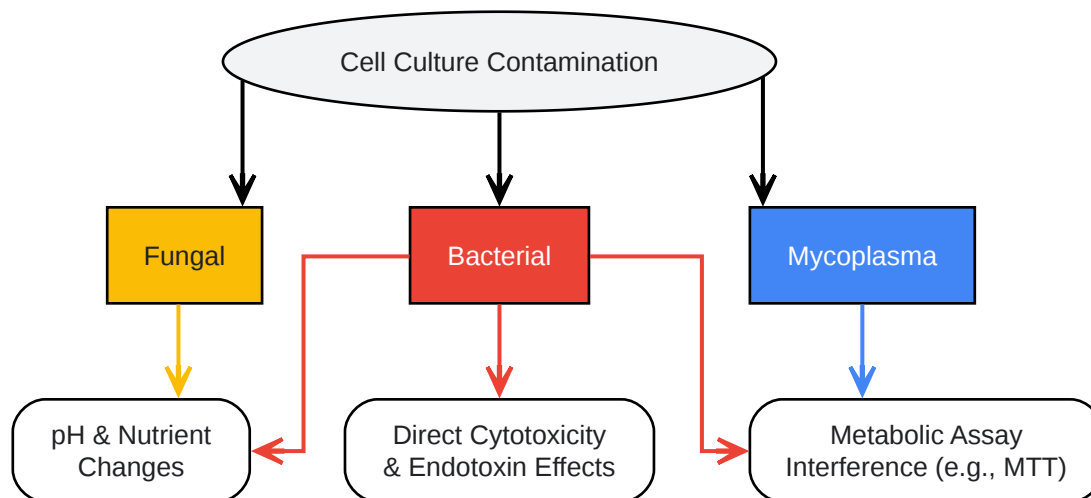 Cell Culture Contamination
Fungal
Bacterial
Mycoplasma
pH & Nutrient
Changes
Direct Cytotoxicity
& Endotoxin Effects
Metabolic Assay
Interference (e.g., MTT)